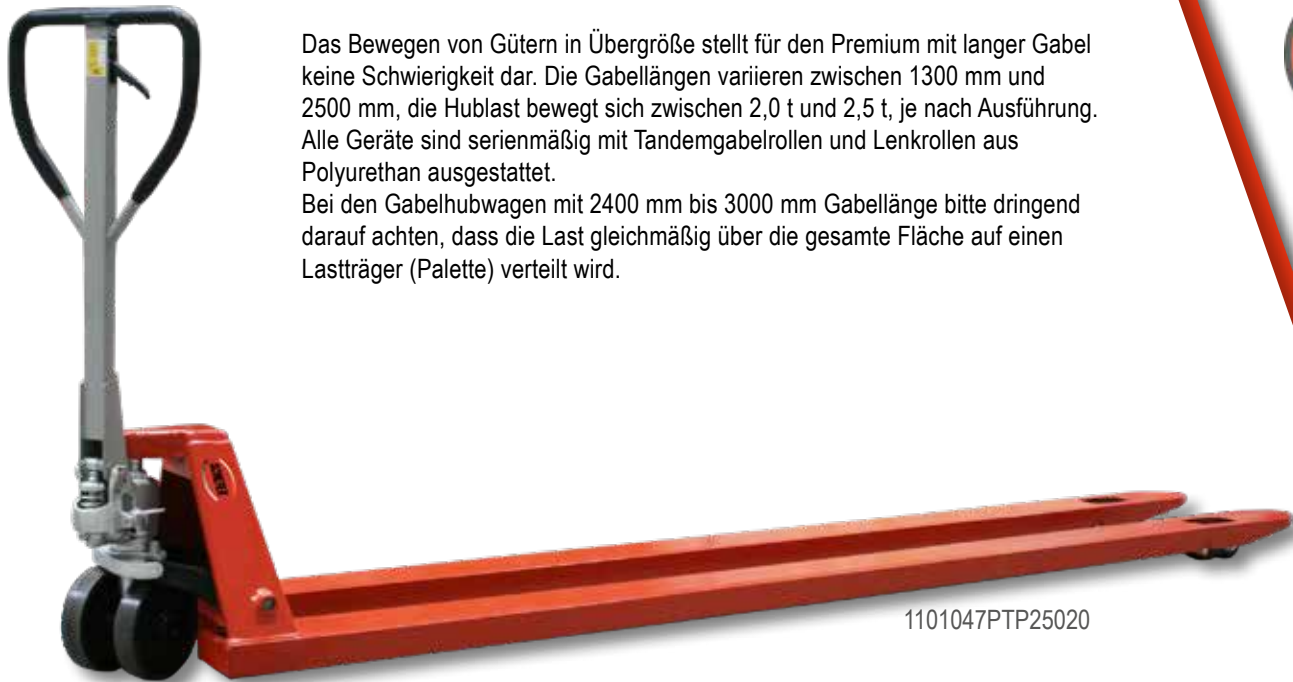 Das Bewegen von Gütern in Übergröße stellt für den Premium mit langer Gabel
keine Schwierigkeit dar. Die Gabellängen variieren zwischen 1300 mm und
2500 mm, die Hublast bewegt sich zwischen 2,0 t und 2,5 t, je nach Ausführung.
Alle Geräte sind serienmäßig mit Tandemgabelrollen und Lenkrollen aus
Polyurethan ausgestattet.
Bei den Gabelhubwagen mit 2400 mm bis 3000 mm Gabellänge bitte dringend
darauf achten, dass die Last gleichmäßig über die gesamte Fläche auf einen
Lastträger (Palette) verteilt wird.
1101047PTP25020